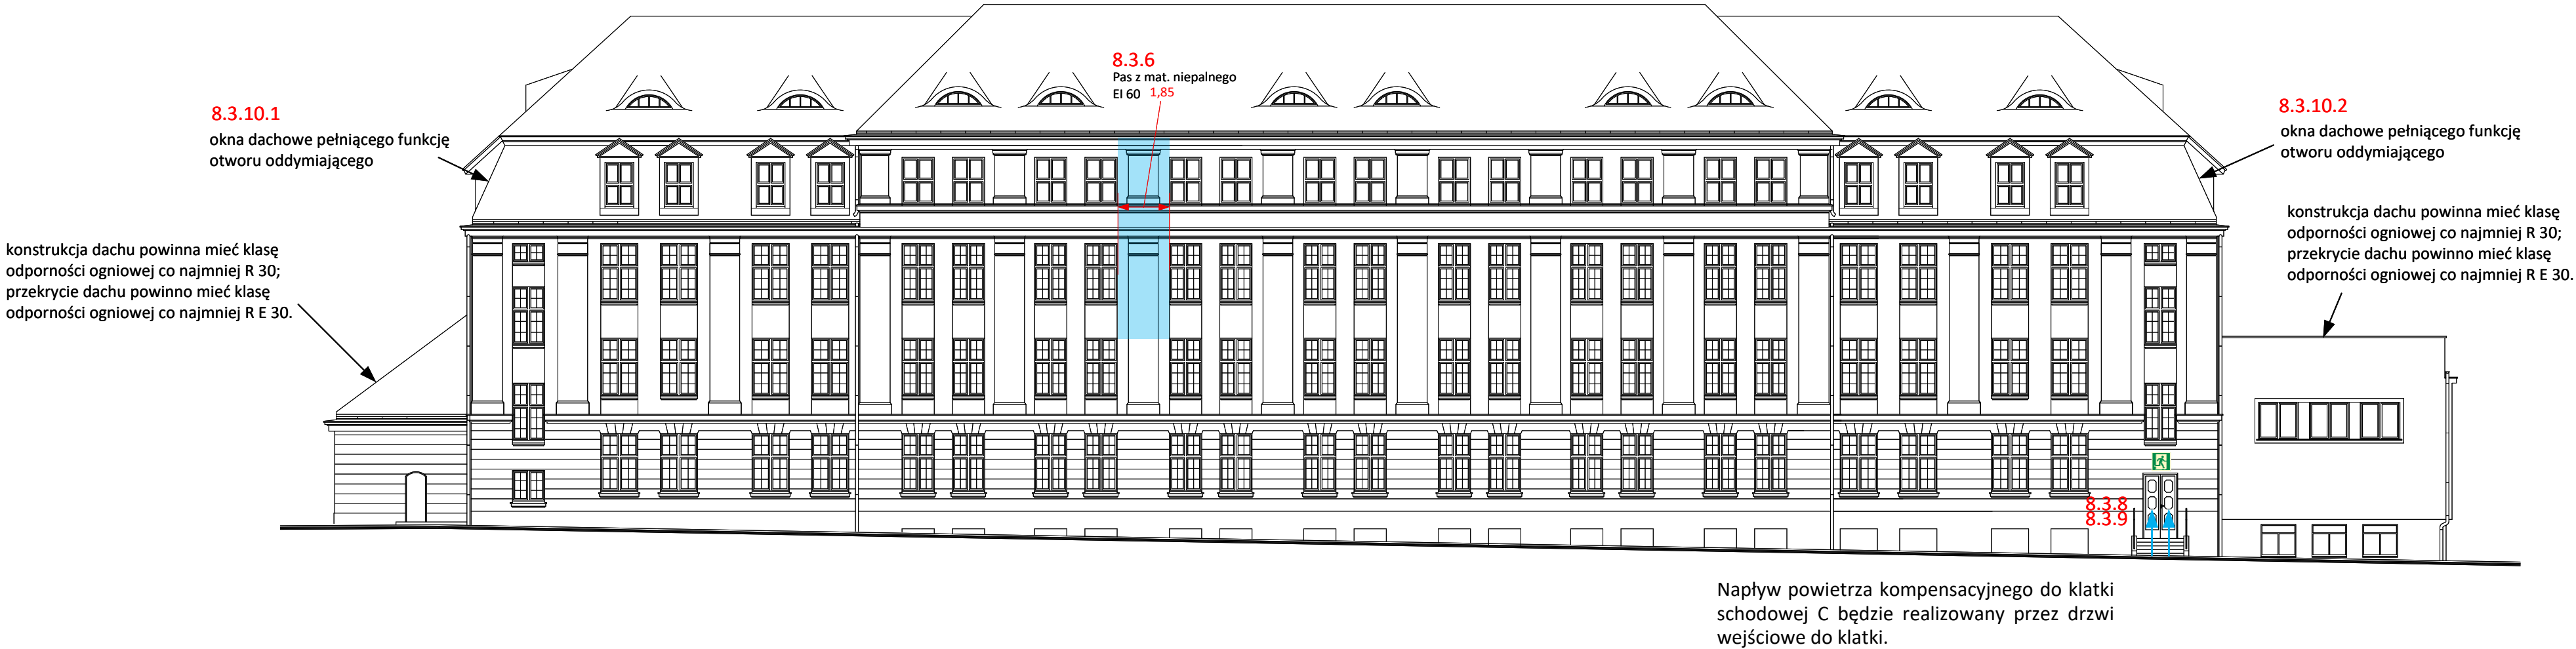 8.3.6
Pas z mat. niepalnego
EI 60 1,85
8.3.10.1
okna dachowe pełniącego funkcję
otworu oddymiającego
8.3.10.2
okna dachowe pełniącego funkcję
otworu oddymiającego
konstrukcja dachu powinna mieć klasę
odporności ogniowej co najmniej R 30;
przekrycie dachu powinno mieć klasę
odporności ogniowej co najmniej R E 30.
konstrukcja dachu powinna mieć klasę
odporności ogniowej co najmniej R 30;
przekrycie dachu powinno mieć klasę
odporności ogniowej co najmniej R E 30.
8.3.8
8.3.9
Napływ powietrza kompensacyjnego do klatki
schodowej C będzie realizowany przez drzwi
wejściowe do klatki.